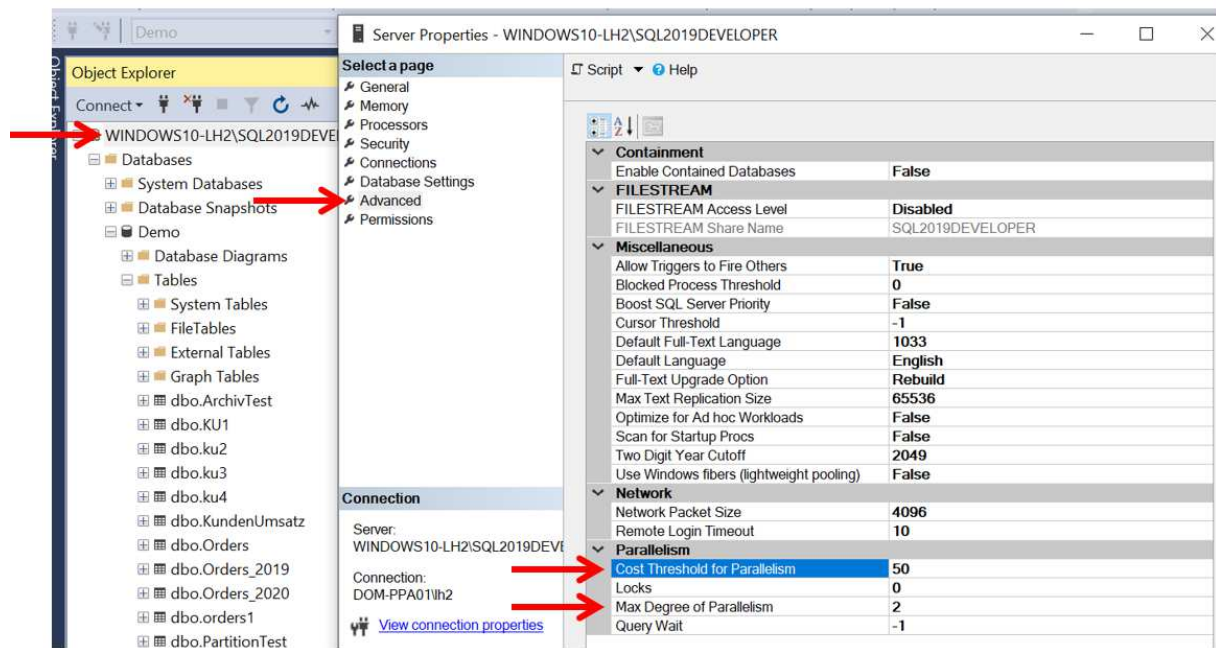 Demo
Object Explorer
Object Explorer
Connect
WINDOWS10-LH2\SQL2019DEVEL
Databases
System Databases
Database Snapshots
Demo
Database Diagrams
Tables
System Tables
FileTables
External Tables
Graph Tables
dbo.ArchivTest
dbo.KU1
dbo.ku2
dbo.ku3
dbo.ku4
dbo.KundenUmsatz
dbo.Orders
dbo.Orders_2019
dbo.Orders_2020
dbo.orders1
dbo.PartitionTest
Server Properties - WINDOWS10-LH2\SQL2019DEVELOPER
Select a page
General
Memory
Processors
Security
Connections
Database Settings
Advanced
Permissions
Connection
Server:
WINDOWS10-LH2\SQL2019DEVE
Connection:
DOM-PPA01\lh2
View connection properties
Script Help
Containment
Enable Contained Databases False
FILESTREAM
FILESTREAM Access Level Disabled
FILESTREAM Share Name SQL2019DEVELOPER
Miscellaneous
Allow Triggers to Fire Others True
Blocked Process Threshold 0
Boost SQL Server Priority False
Cursor Threshold -1
Default Full-Text Language 1033
Default Language English
Full-Text Upgrade Option Rebuild
Max Text Replication Size 65536
Optimize for Ad hoc Workloads False
Scan for Startup Procs False
Two Digit Year Cutoff 2049
Use Windows fibers (lightweight pooling) False
Network
Network Packet Size 4096
Remote Login Timeout 10
Parallelism
Cost Threshold for Parallelism 50
Locks 0
Max Degree of Parallelism 2
Query Wait -1